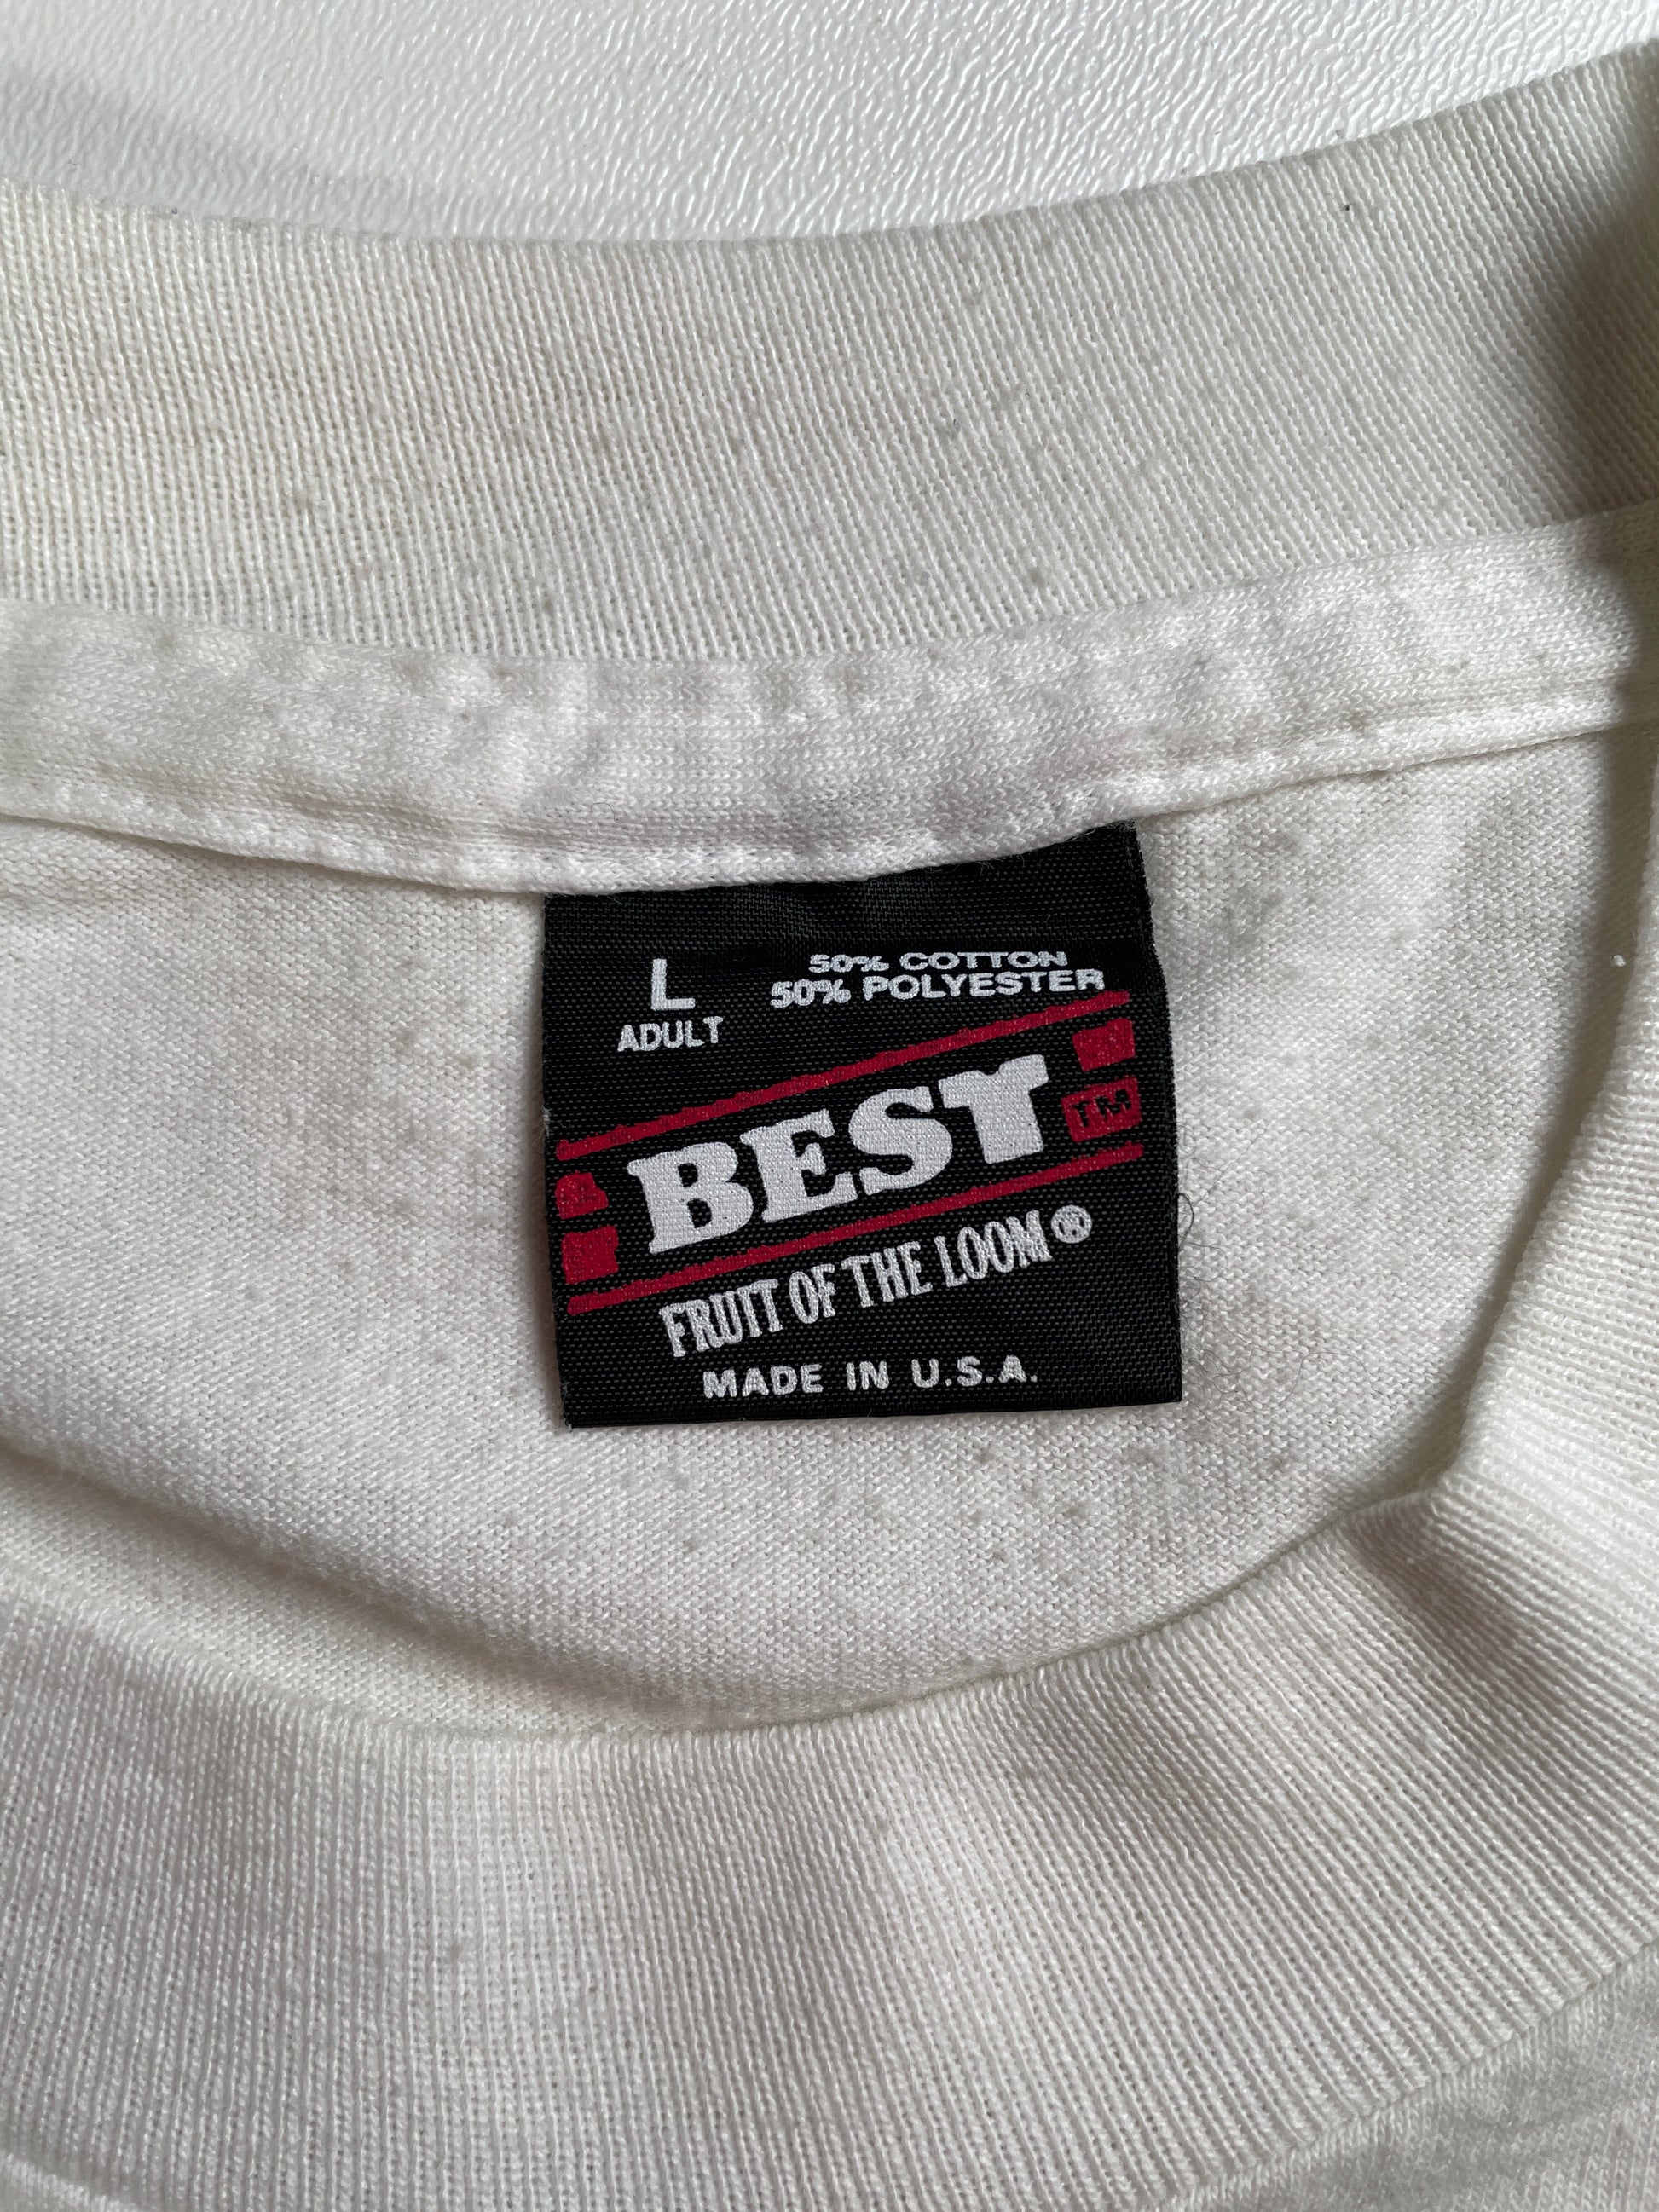 L
ADULT
50% COTTON
50% POLYESTER
BEST
TM
FRUIT OF THE LOOM®
MADE IN U.S.A.